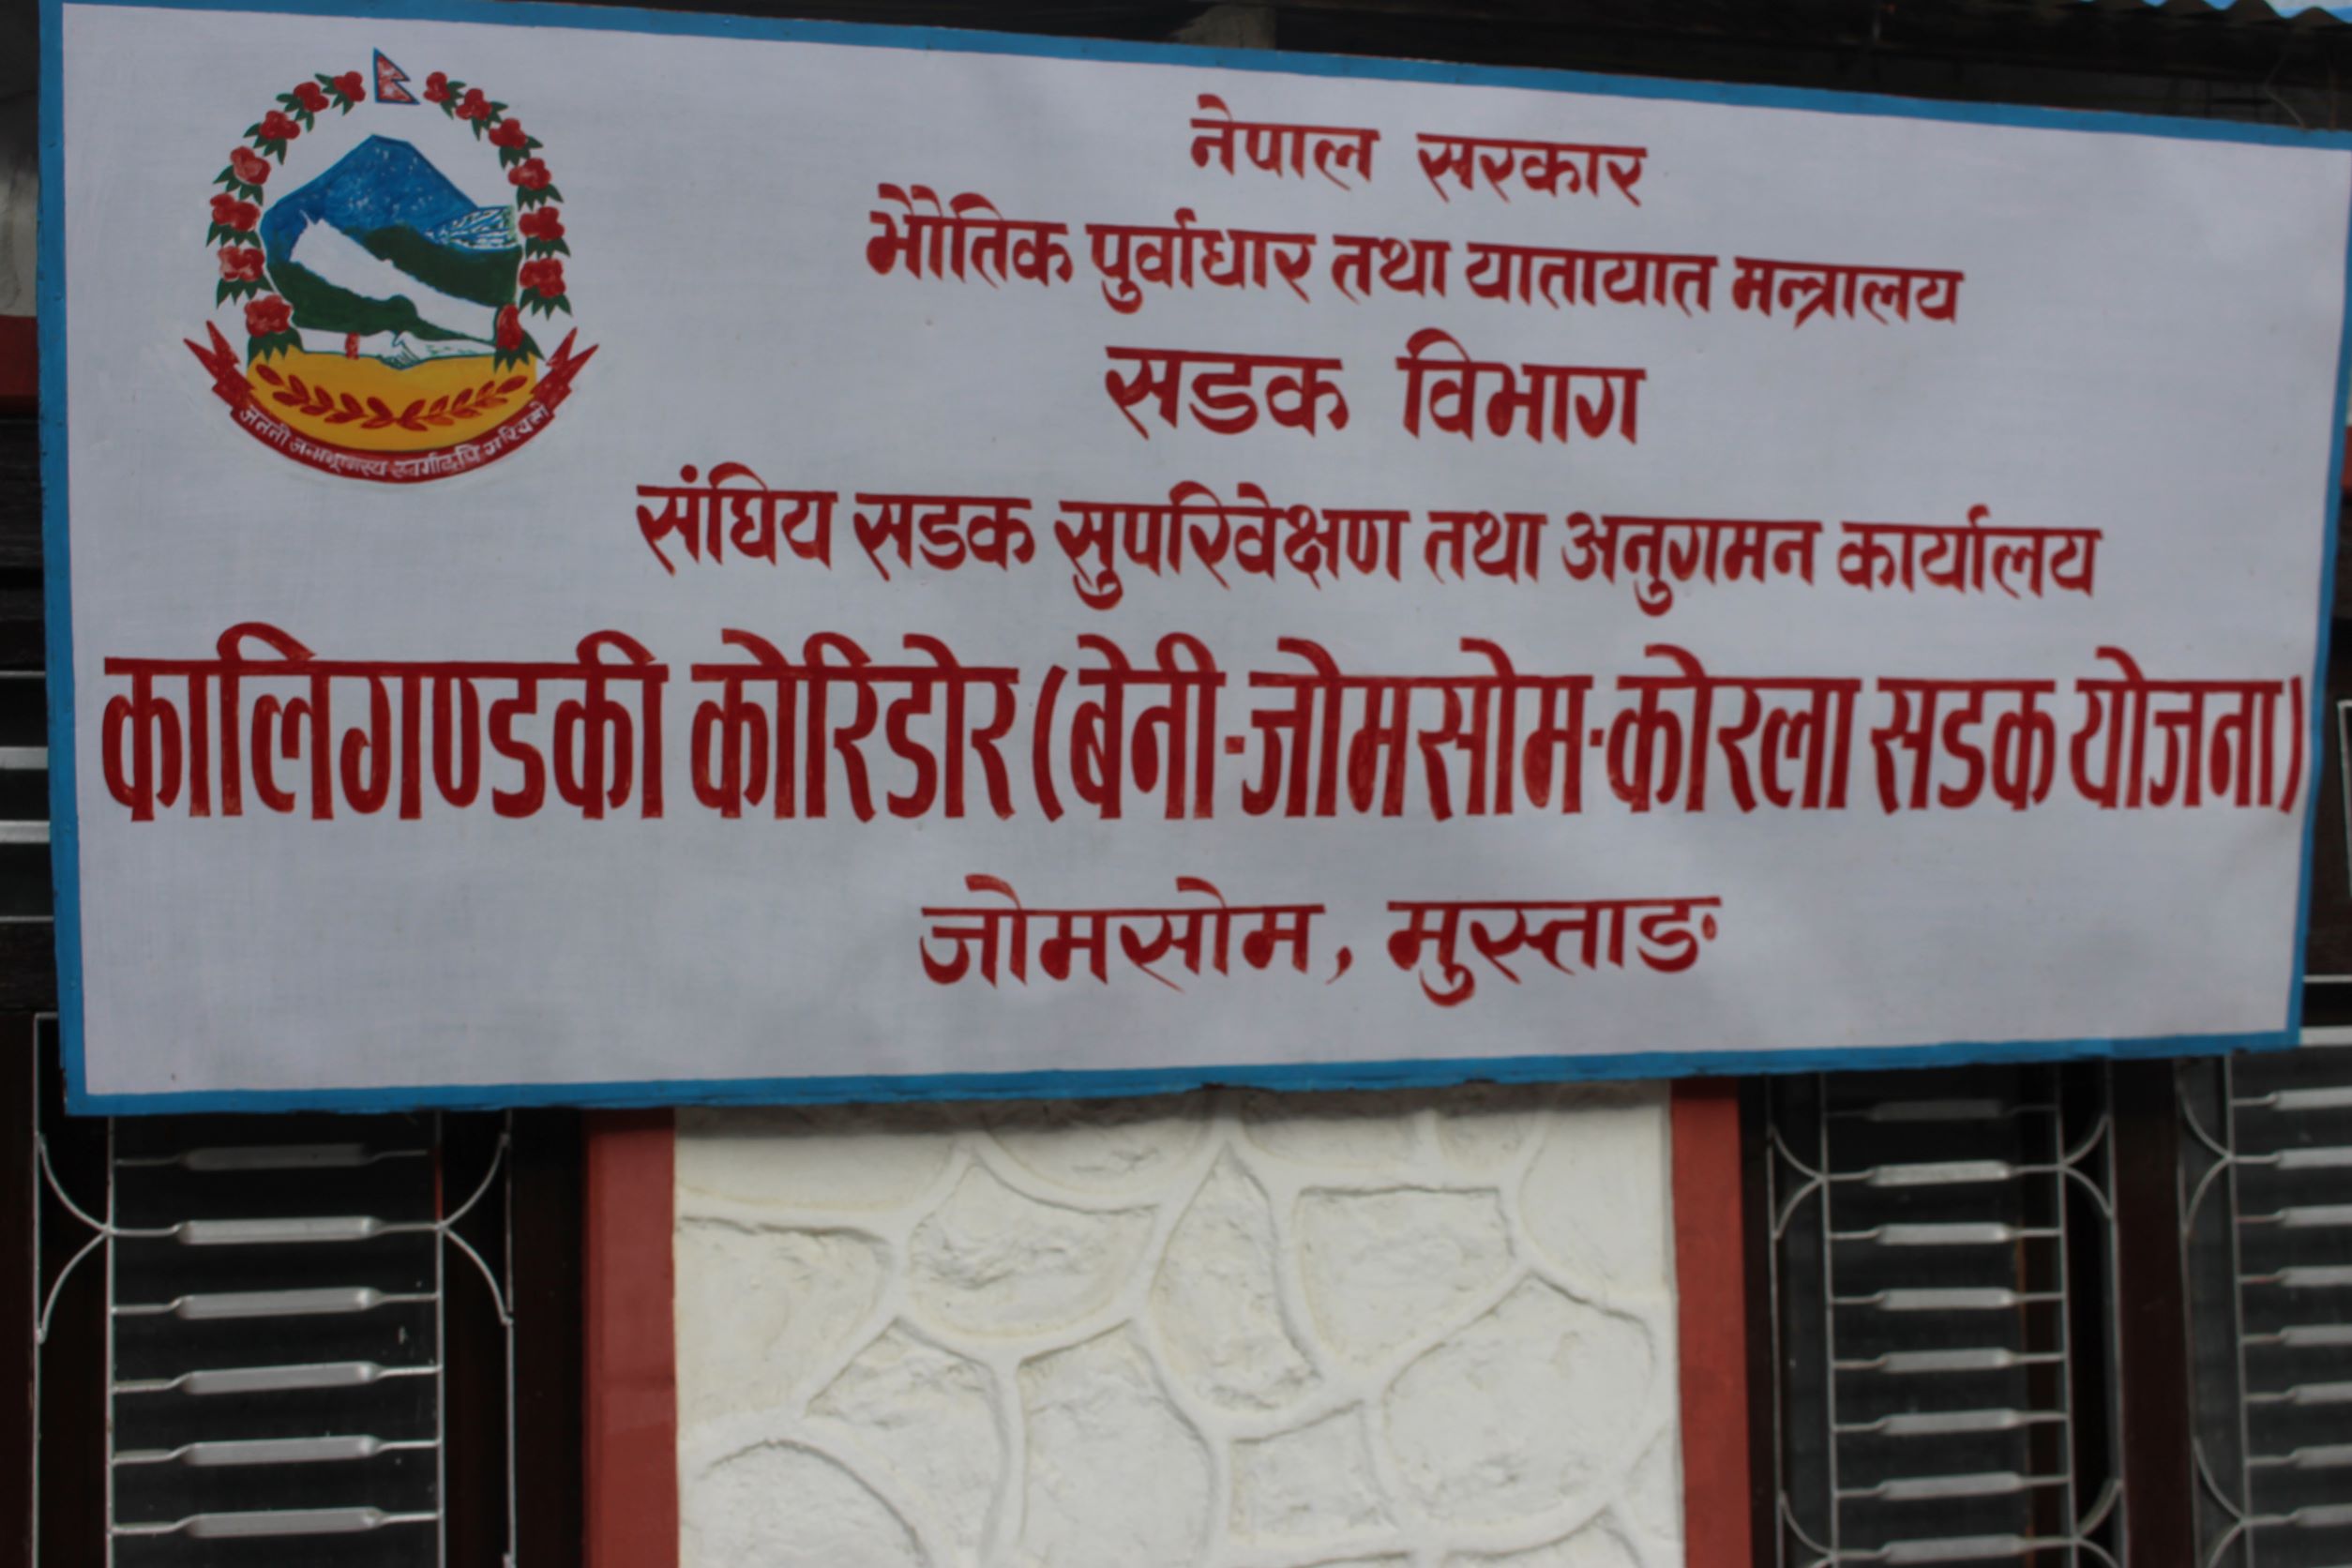 नेपाल सरकार
भौतिक पुर्वाधार तथा यातायात मन्त्रालय
सडक विभाग
संघिय सडक सुपरिवेक्षण तथा अनुगमन कार्यालय
कालिगण्डकी कोरिडोर (बेनी-जोमसोम-कोरला सडक योजना)
जोमसोम, मुस्ताङ